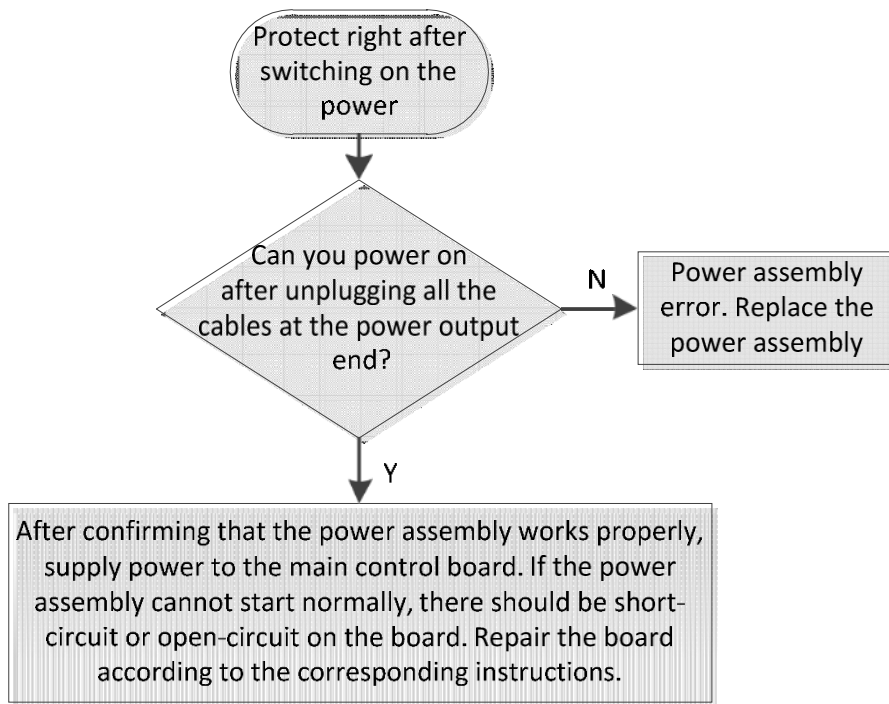 Protect right after
switching on the
power
Can you power on
after unplugging all the
cables at the power output
end?
N
Power assembly
error. Replace the
power assembly
Y
After confirming that the power assembly works properly,
supply power to the main control board. If the power
assembly cannot start normally, there should be short-
circuit or open-circuit on the board. Repair the board
according to the corresponding instructions.